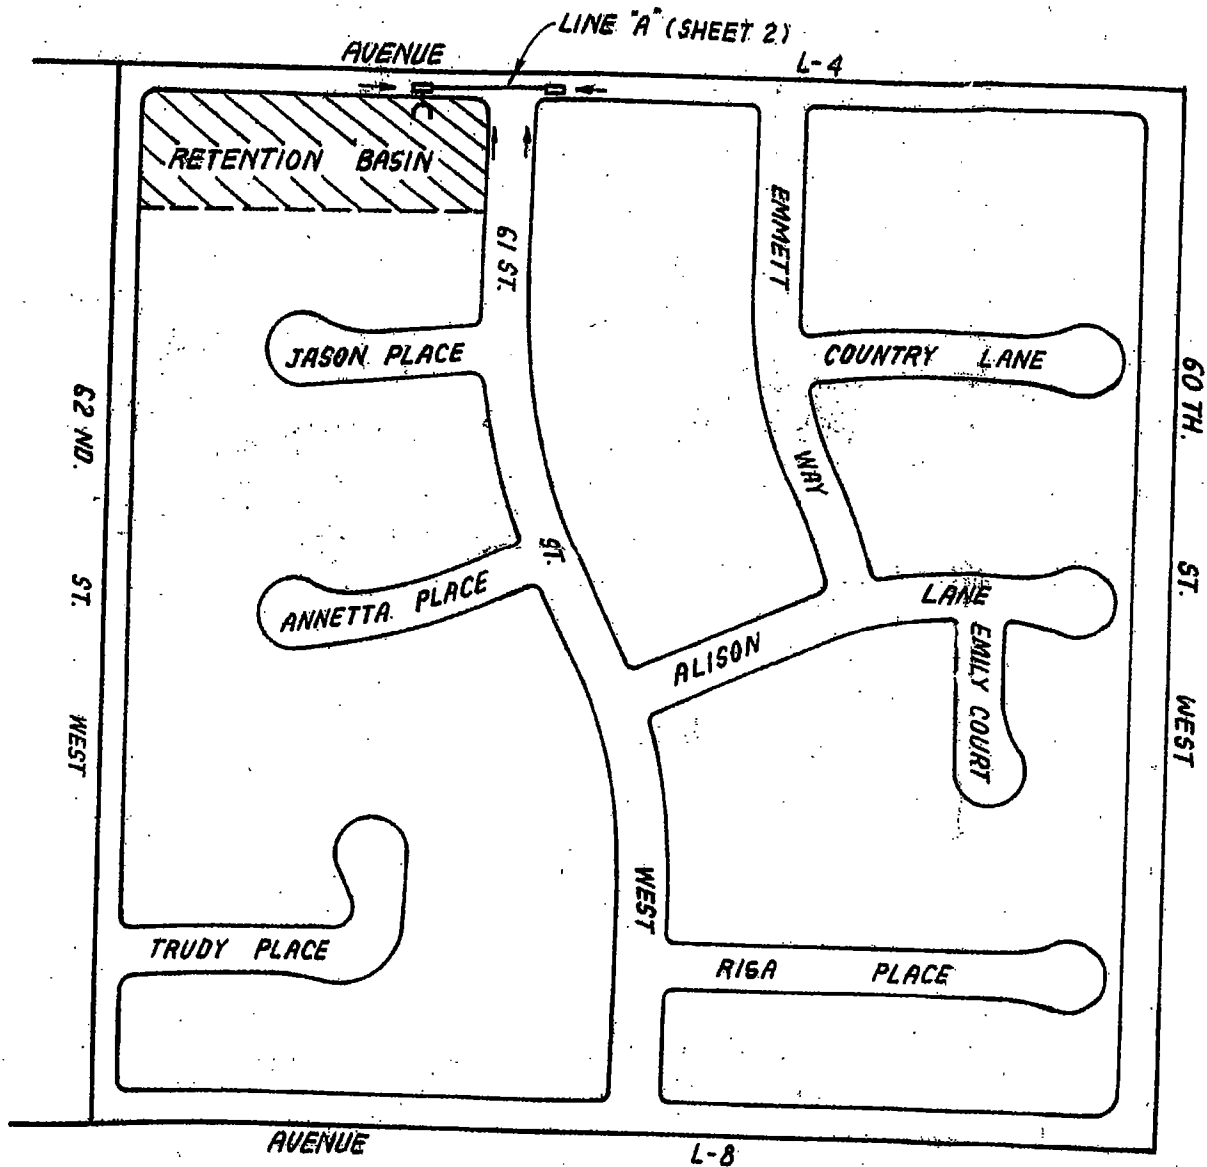 LINE "A" (SHEET 2)
AVENUE L-4
RETENTION BASIN
61 ST.
EMMETT
JASON PLACE
COUNTRY LANE
62 ND.
60 TH.
WAY
ST.
ANNETTA PLACE
LANE
ST.
ST.
ALISON
EMILY COURT
WEST
WEST
WEST
TRUDY PLACE
RISA PLACE
AVENUE L-8